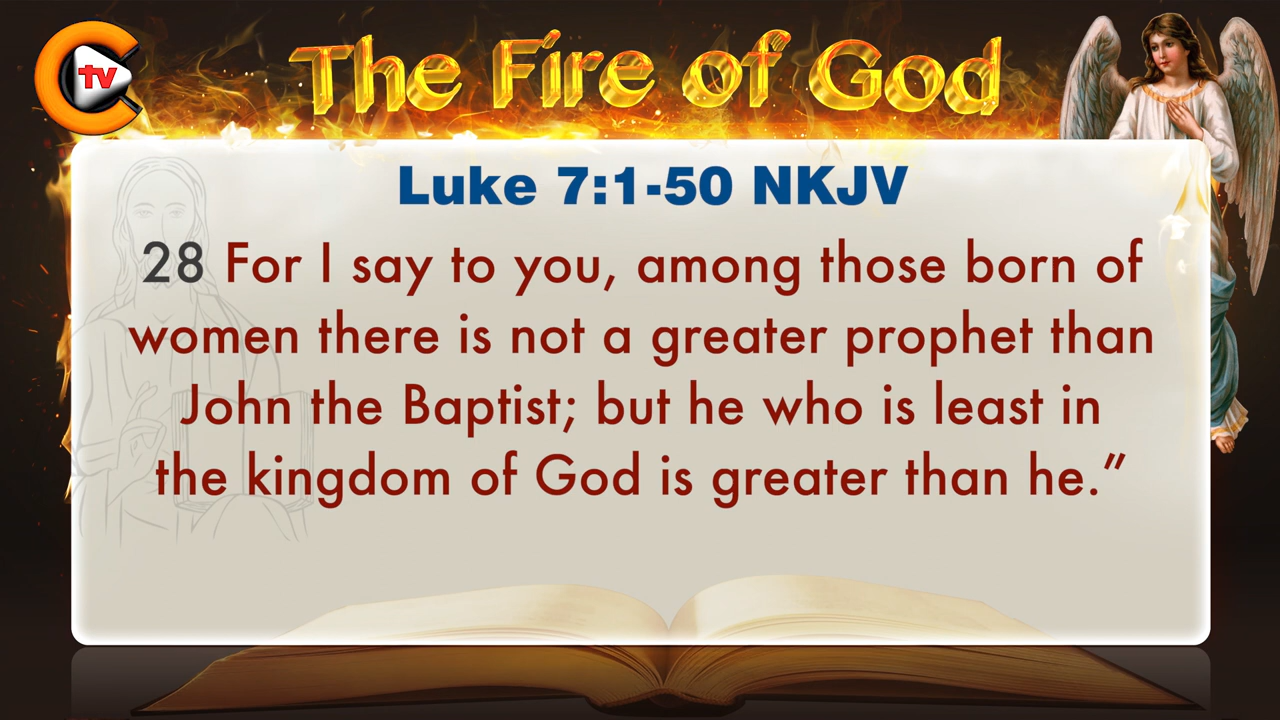 tv
The Fire of God
Luke 7:1-50 NKJV
28 For I say to you, among those born of
women there is not a greater prophet than
John the Baptist; but he who is least in
the kingdom of God is greater than he.”